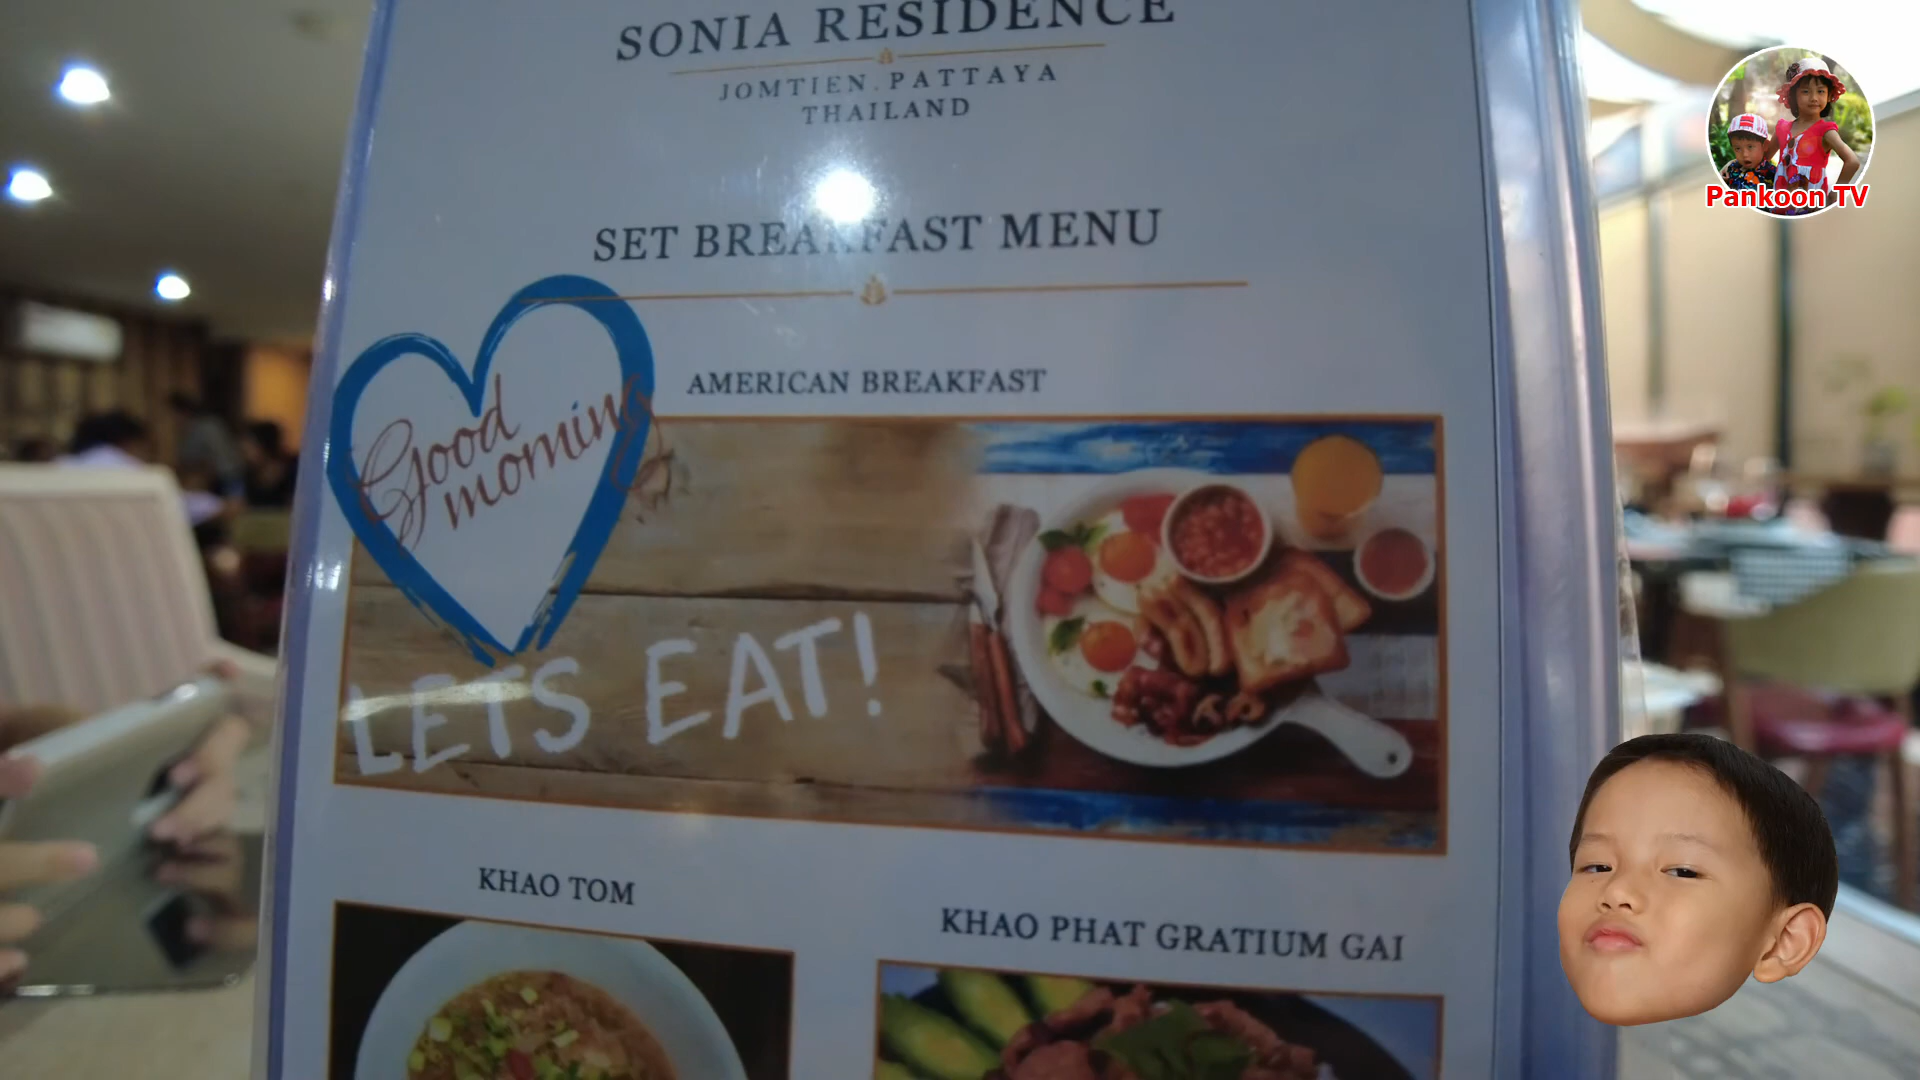 SONIA RESIDENCE
JOMTIEN, PATTAYA
THAILAND
SET BREAKFAST MENU
AMERICAN BREAKFAST
Good
morning
LETS EAT!
KHAO TOM
KHAO PHAT GRATIUM GAI
Pankoon TV